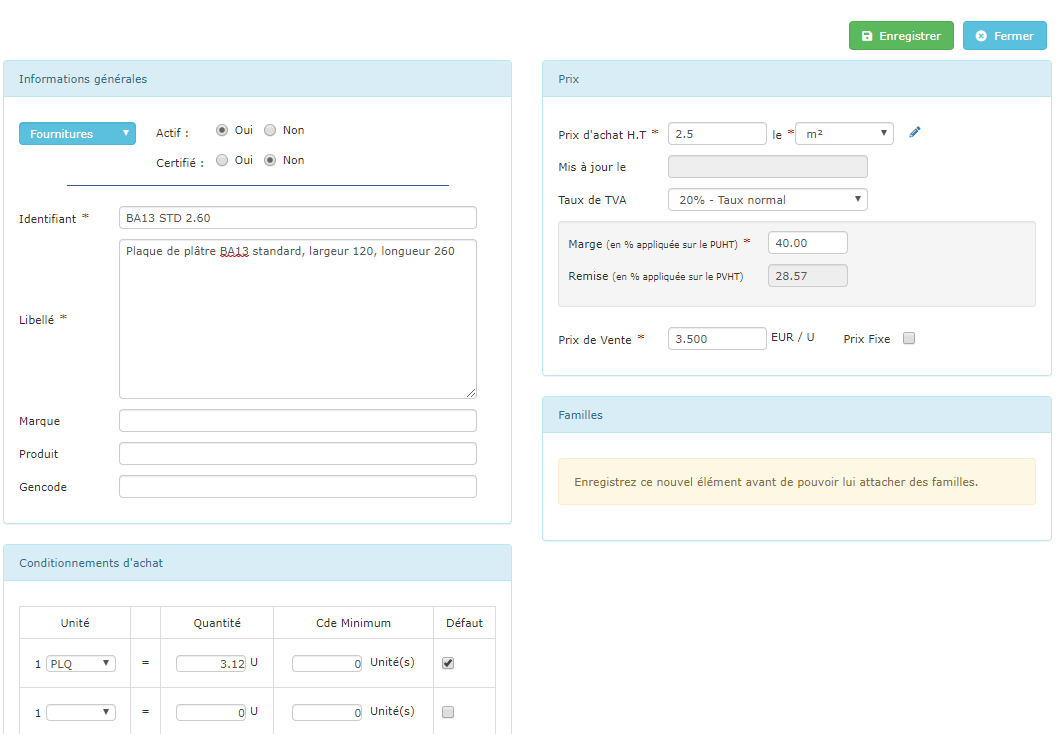 Enregistrer
Fermer
Informations générales
Fournitures
Actif :
Oui
Non
Certifié :
Oui
Non
Identifiant *
BA13 STD 2.60
Libellé *
Plaque de plâtre BA13 standard, largeur 120, longueur 260
Marque
Produit
Gencode
Conditionnements d'achat
Unité
Quantité
Cde Minimum
Défaut
1 PLQ = 3.12 U 0 Unité(s)
1 = 0 U 0 Unité(s)
Prix
Prix d'achat H.T * 2.5 le * m²
Mis à jour le
Taux de TVA 20% - Taux normal
Marge (en % appliquée sur le PUHT) * 40.00
Remise (en % appliquée sur le PVHT) 28.57
Prix de Vente * 3.500 EUR / U Prix Fixe
Familles
Enregistrez ce nouvel élément avant de pouvoir lui attacher des familles.